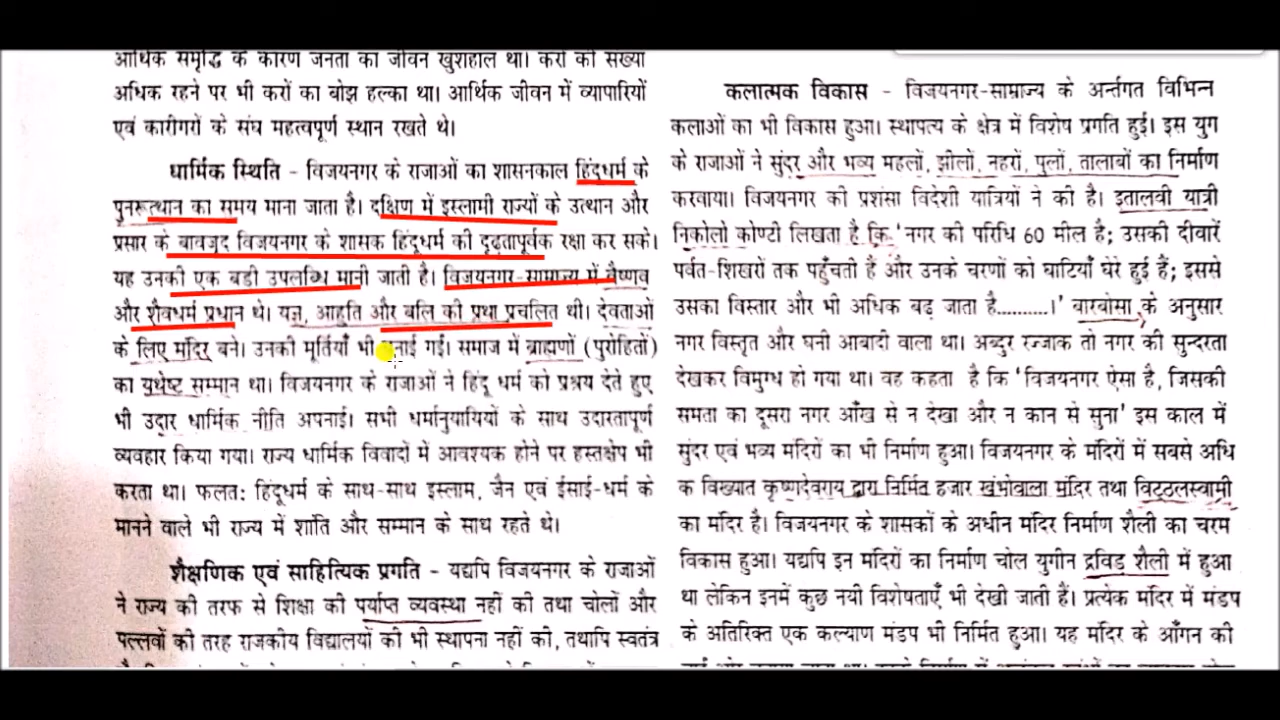 आर्थिक समृद्धि के कारण जनता का जीवन खुशहाल था। करों की संख्या
अधिक रहने पर भी करों का बोझ हल्का था। आर्थिक जीवन में व्यापारियों
एवं कारीगरों के संघ महत्वपूर्ण स्थान रखते थे।
धार्मिक स्थिति - विजयनगर के राजाओं का शासनकाल हिंदूधर्म के
पुनरूत्थान का समय माना जाता है। दक्षिण में इस्लामी राज्यों के उत्थान और
प्रसार के बावजूद विजयनगर के शासक हिंदूधर्म की दृढ़तापूर्वक रक्षा कर सके।
यह उनकी एक बडी उपलब्धि मानी जाती है। विजयनगर-साम्राज्य में वैष्णव
और शैवधर्म प्रधान थे। यज्ञ, आहुति और बलि की प्रथा प्रचलित थी। देवताओं
के लिए मंदिर बने। उनकी मूर्तियाँ भी बनाई गई। समाज में ब्राह्मणों (पुरोहितों)
का यथेष्ट सम्मान था। विजयनगर के राजाओं ने हिंदू धर्म को प्रश्रय देते हुए
भी उदार धार्मिक नीति अपनाई। सभी धर्मानुयायियों के साथ उदारतापूर्ण
व्यवहार किया गया। राज्य धार्मिक विवादों में आवश्यक होने पर हस्तक्षेप भी
करता था। फलत: हिंदूधर्म के साथ-साथ इस्लाम, जैन एवं ईसाई-धर्म के
मानने वाले भी राज्य में शांति और सम्मान के साथ रहते थे।
शैक्षणिक एवं साहित्यिक प्रगति - यद्यपि विजयनगर के राजाओं
ने राज्य की तरफ से शिक्षा की पर्याप्त व्यवस्था नहीं की तथा चोलों और
पल्लवों की तरह राजकीय विद्यालयों की भी स्थापना नहीं की, तथापि स्वतंत्र
कलात्मक विकास - विजयनगर-साम्राज्य के अर्न्तगत विभिन्न
कलाओं का भी विकास हुआ। स्थापत्य के क्षेत्र में विशेष प्रगति हुई। इस युग
के राजाओं ने सुंदर और भव्य महलों, झीलों, नहरों, पुलों, तालाबों का निर्माण
करवाया। विजयनगर की प्रशंसा विदेशी यात्रियों ने की है। इतालवी यात्री
निकोलो कोण्टी लिखता है कि 'नगर की परिधि 60 मील है; उसकी दीवारें
पर्वत-शिखरों तक पहुँचती हैं और उनके चरणों को घाटियाँ घेरे हुई हैं; इससे
उसका विस्तार और भी अधिक बढ़ जाता है..........।' बारबोसा के अनुसार
नगर विस्तृत और घनी आबादी वाला था। अब्दुर रज्जाक तो नगर की सुन्दरता
देखकर विमुग्ध हो गया था। वह कहता है कि 'विजयनगर ऐसा है, जिसकी
समता का दूसरा नगर आँख से न देखा और न कान से सुना' इस काल में
सुंदर एवं भव्य मंदिरों का भी निर्माण हुआ। विजयनगर के मंदिरों में सबसे अधि
क विख्यात कृष्णदेवराय द्वारा निर्मित हजार खंभोवाला मंदिर तथा विट्ठलस्वामी
का मंदिर है। विजयनगर के शासकों के अधीन मंदिर निर्माण शैली का चरम
विकास हुआ। यद्यपि इन मंदिरों का निर्माण चोल युगीन द्रविड़ शैली में हुआ
था लेकिन इनमें कुछ नयी विशेषताएँ भी देखी जाती हैं। प्रत्येक मंदिर में मंडप
के अतिरिक्त एक कल्याण मंडप भी निर्मित हुआ। यह मंदिर के आँगन की